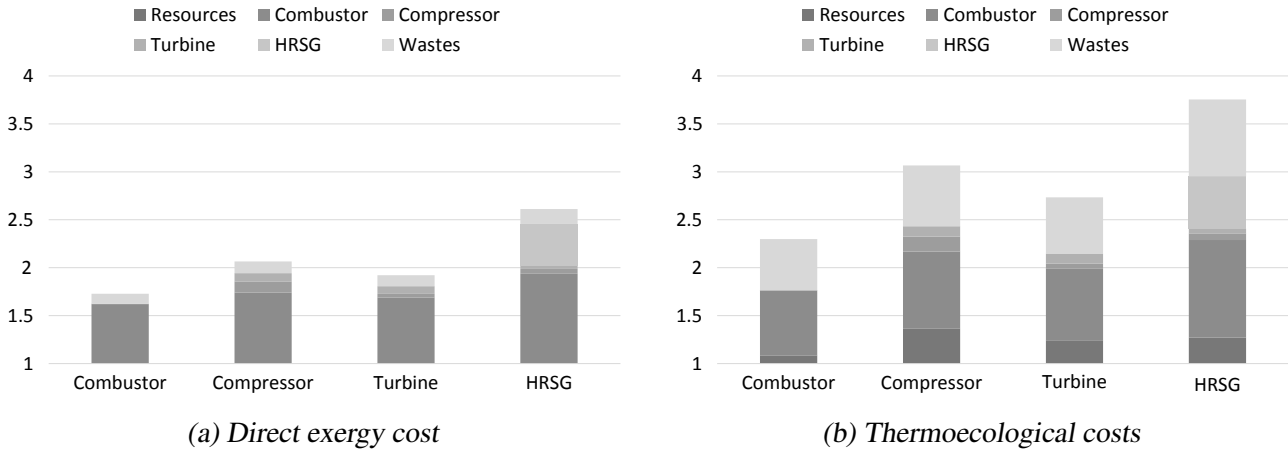 Resources Combustor Compressor
Turbine HRSG Wastes
4
3.5
3
2.5
2
1.5
1
Combustor Compressor Turbine HRSG
(a) Direct exergy cost
Resources Combustor Compressor
Turbine HRSG Wastes
4
3.5
3
2.5
2
1.5
1
Combustor Compressor Turbine HRSG
(b) Thermoecological costs